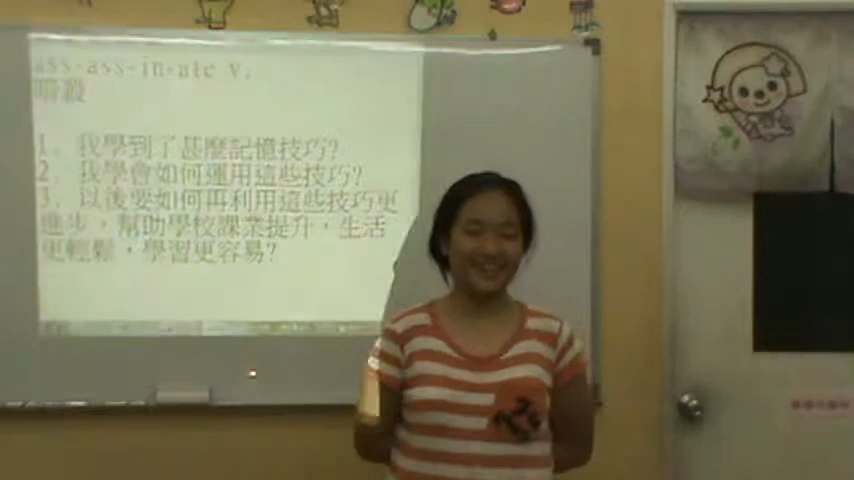 ass-ass-in-ate v.
暗殺
1. 我學到了甚麼記憶技巧?
2. 我學會如何運用這些技巧?
3. 以後要如何再利用這些技巧更
進步，幫助學校課業提升，生活
更輕鬆，學習更容易?